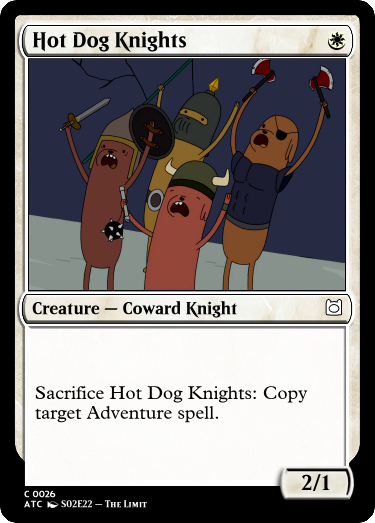 Hot Dog Knights
Creature — Coward Knight
Sacrifice Hot Dog Knights: Copy
target Adventure spell.
2/1
C 0026
ATC S02E22 — The Limit